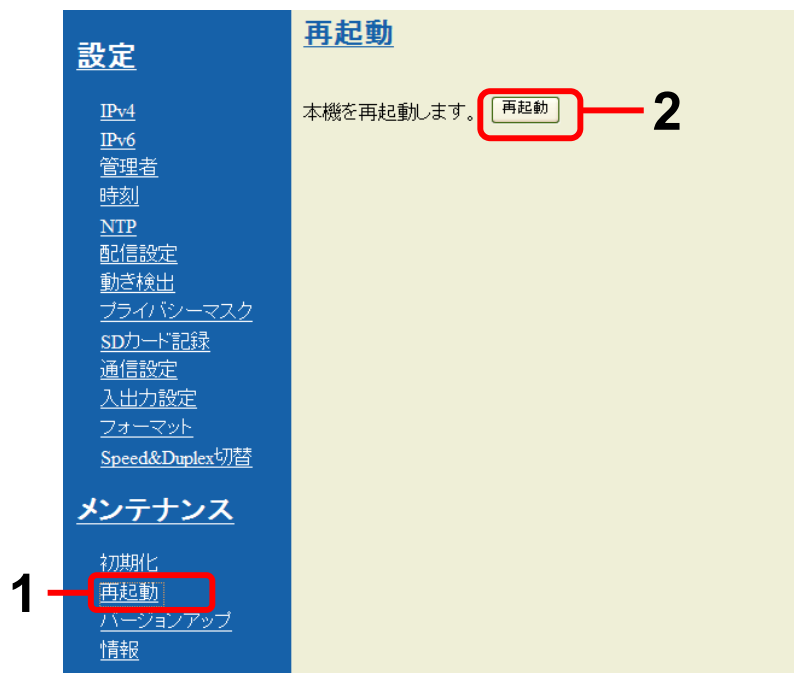 設定
IPv4
IPv6
管理者
時刻
NTP
配信設定
動き検出
プライバシーマスク
SDカード記録
通信設定
入出力設定
フォーマット
Speed&Duplex切替
メンテナンス
初期化
1
再起動
バージョンアップ
情報
再起動
本機を再起動します。 再起動 2